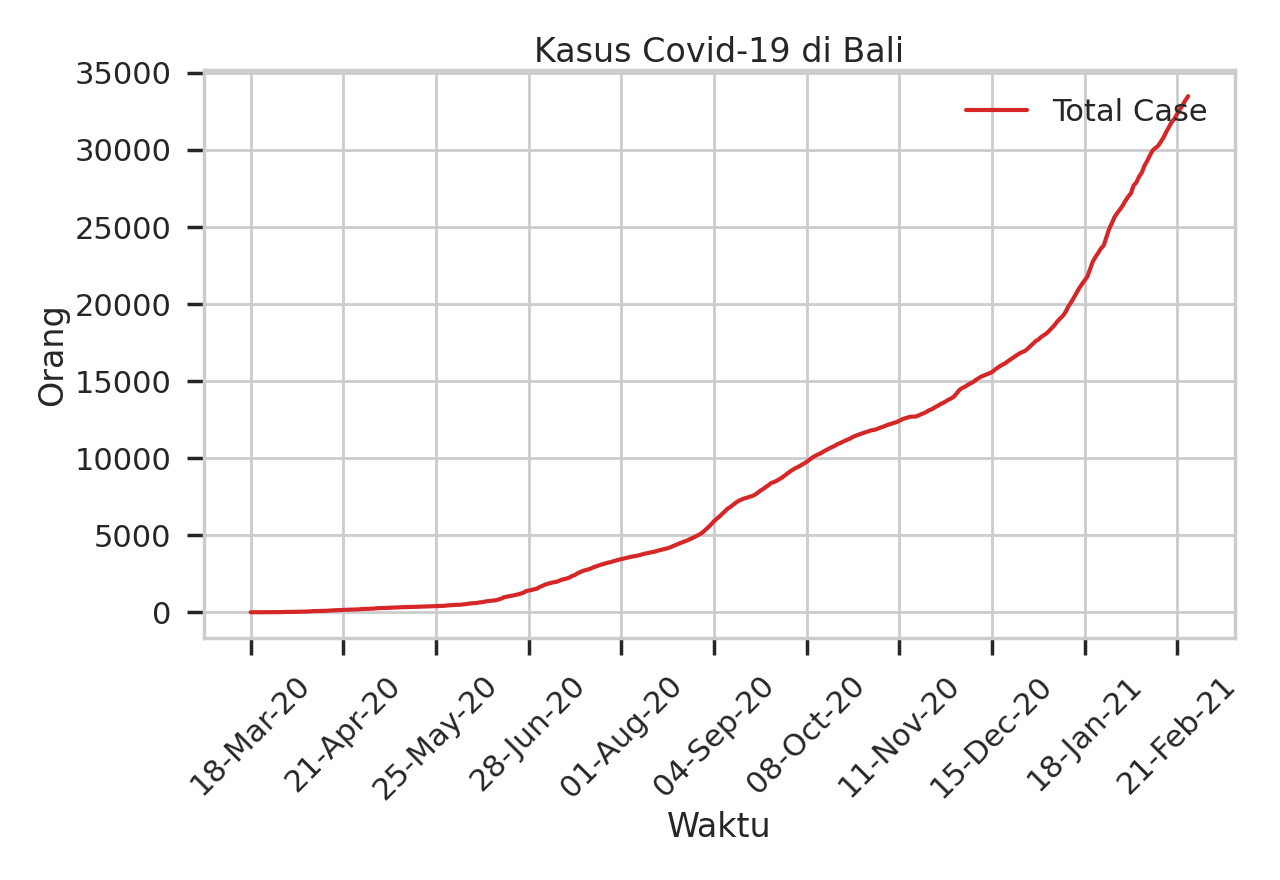 Kasus Covid-19 di Bali
Total Case
35000
30000
25000
20000
15000
10000
5000
0
Orang
18-Mar-20
21-Apr-20
25-May-20
28-Jun-20
01-Aug-20
04-Sep-20
08-Oct-20
11-Nov-20
15-Dec-20
18-Jan-21
21-Feb-21
Waktu